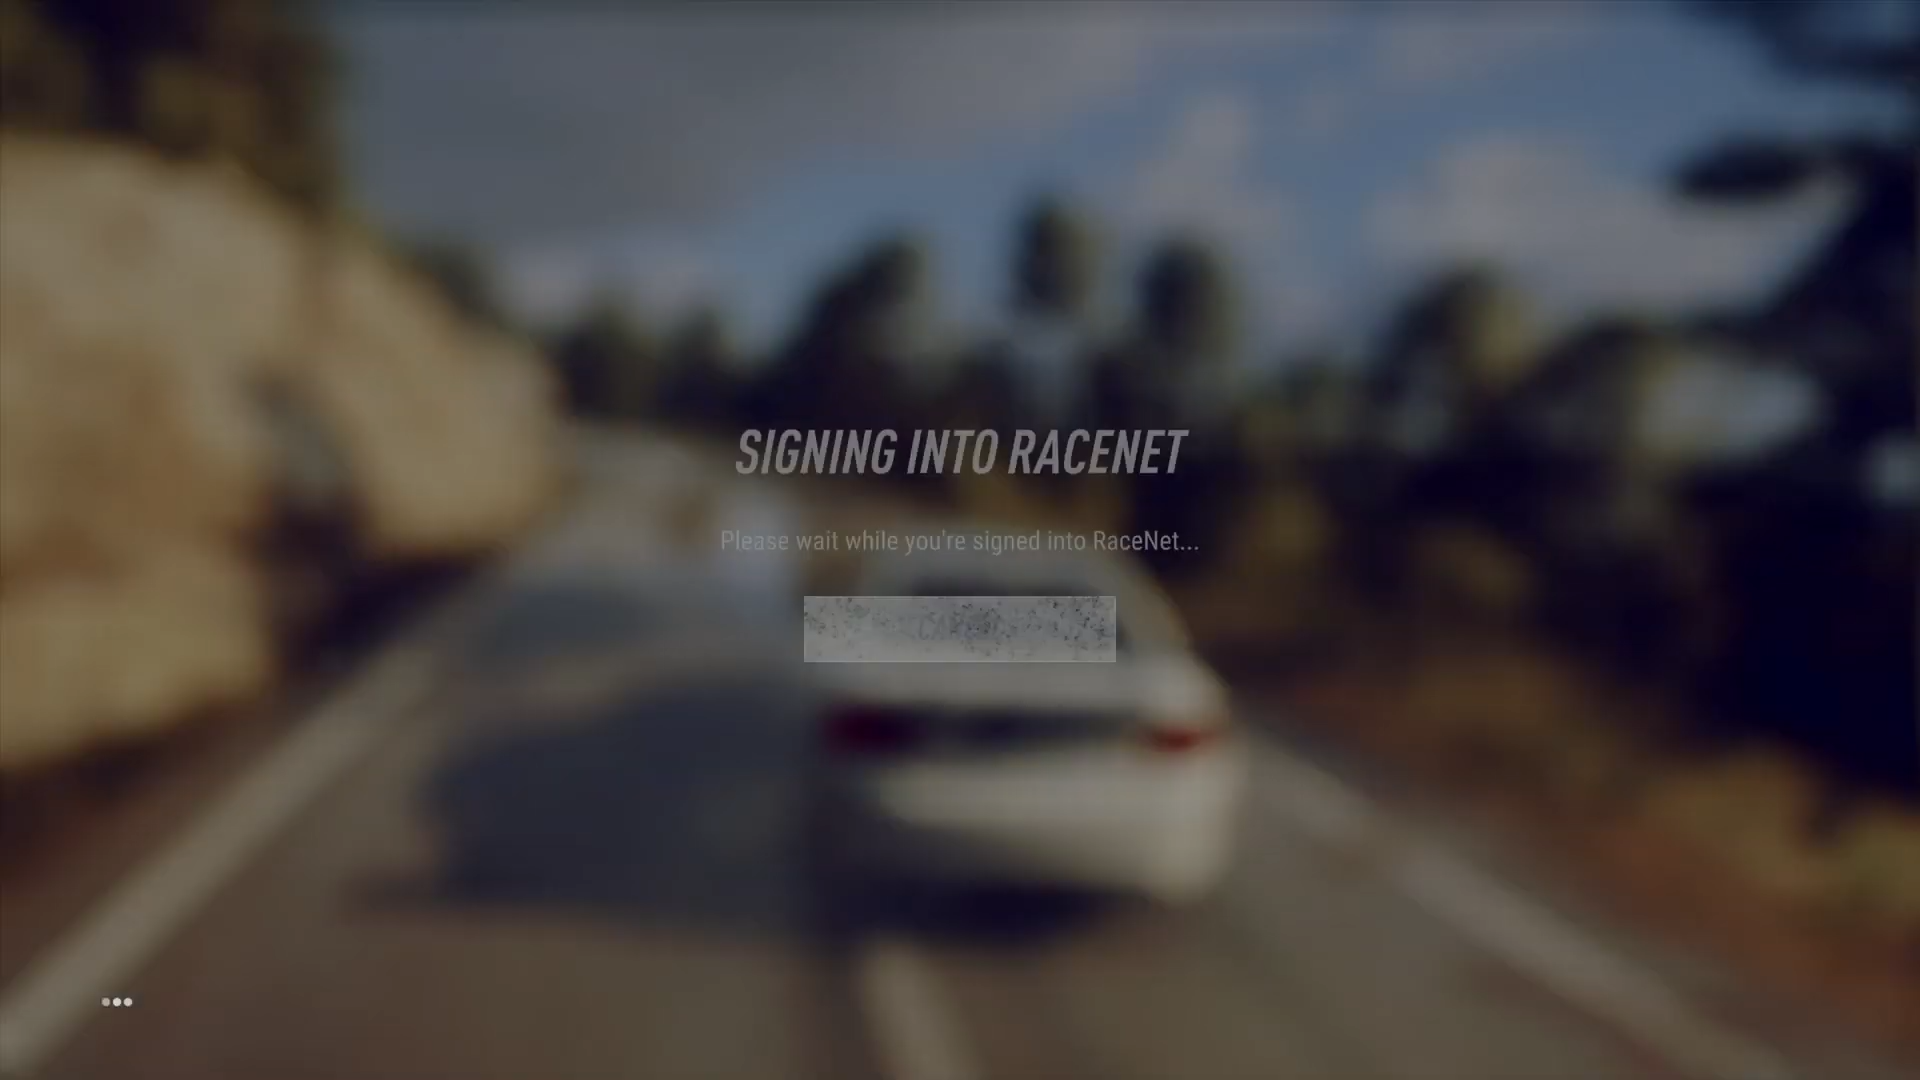 SIGNING INTO RACENET
Please wait while you're signed into RaceNet...